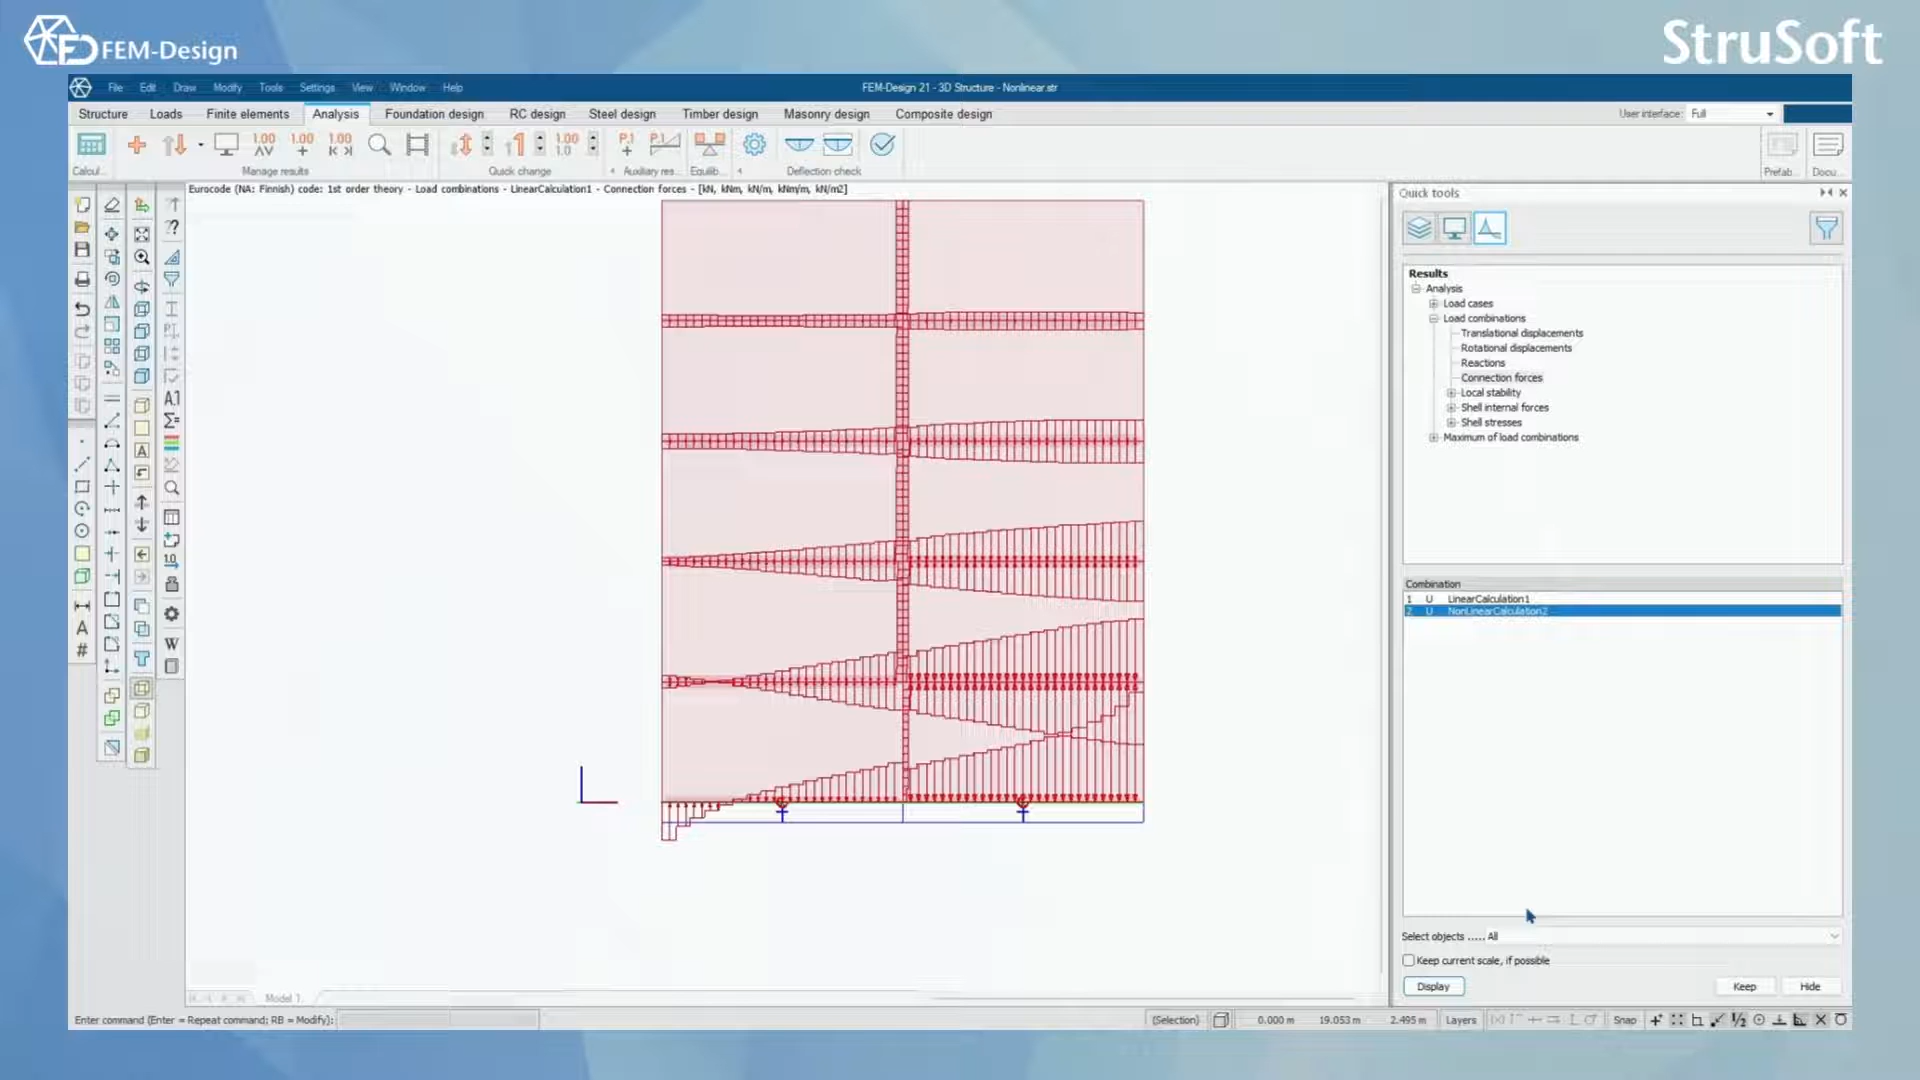 FEM-Design
StruSoft
File Edit Draw Modify Tools Settings View Window Help
FEM-Design 21 - 3D Structure - Nonlinear.str
Structure Loads Finite elements Analysis Foundation design RC design Steel design Timber design Masonry design Composite design
User interface: Full
Calcul... Manage results Quick change Auxiliary res... Equilib... Deflection check Prefab... Docu...
Eurocode (NA: Finnish) code: 1st order theory - Load combinations - LinearCalculation1 - Connection forces - [kN, kNm, kN/m, kNm/m, kN/m2]
Quick tools
Results
Analysis
Load cases
Load combinations
Translational displacements
Rotational displacements
Reactions
Connection forces
Local stability
Shell internal forces
Shell stresses
Maximum of load combinations
Combination
1 U LinearCalculation1
2 U NonLinearCalculation2
Select objects ..... All
Keep current scale, if possible
Display Keep Hide
Model 1
Enter command (Enter = Repeat command; RB = Modify):
(Selection) 0.000 m 19.053 m 2.495 m Layers Snap